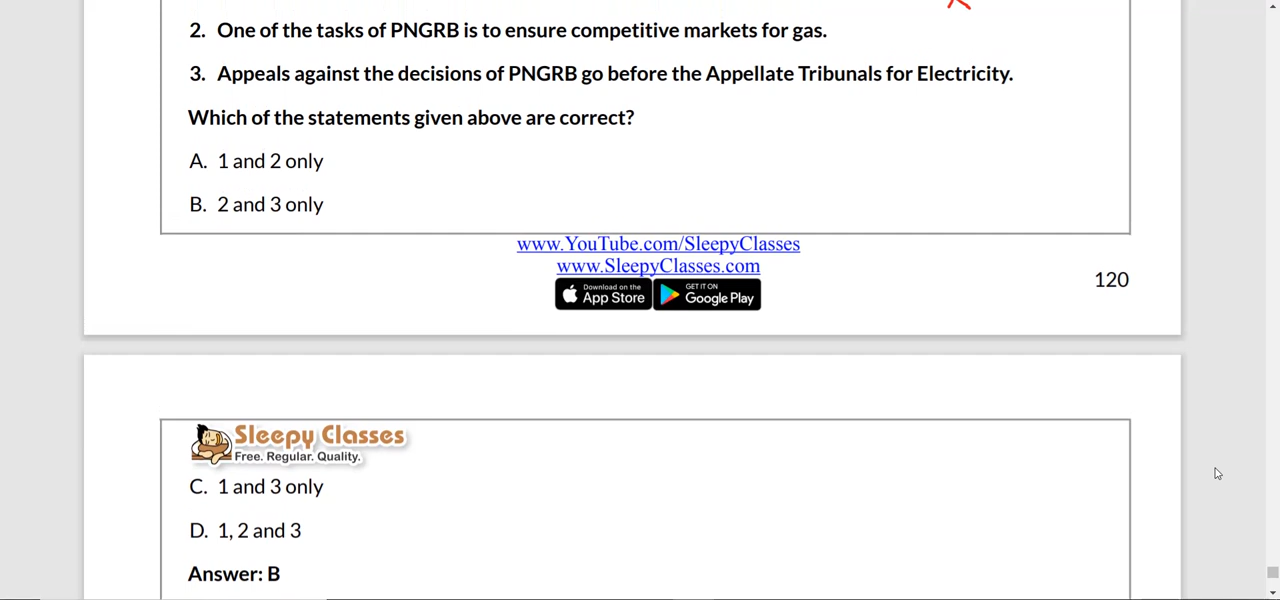 2. One of the tasks of PNGRB is to ensure competitive markets for gas.
3. Appeals against the decisions of PNGRB go before the Appellate Tribunals for Electricity.
Which of the statements given above are correct?
A. 1 and 2 only
B. 2 and 3 only
www.YouTube.com/SleepyClasses
www.SleepyClasses.com
Download on the App Store GET IT ON Google Play
120
Sleepy Classes
Free. Regular. Quality.
C. 1 and 3 only
D. 1, 2 and 3
Answer: B